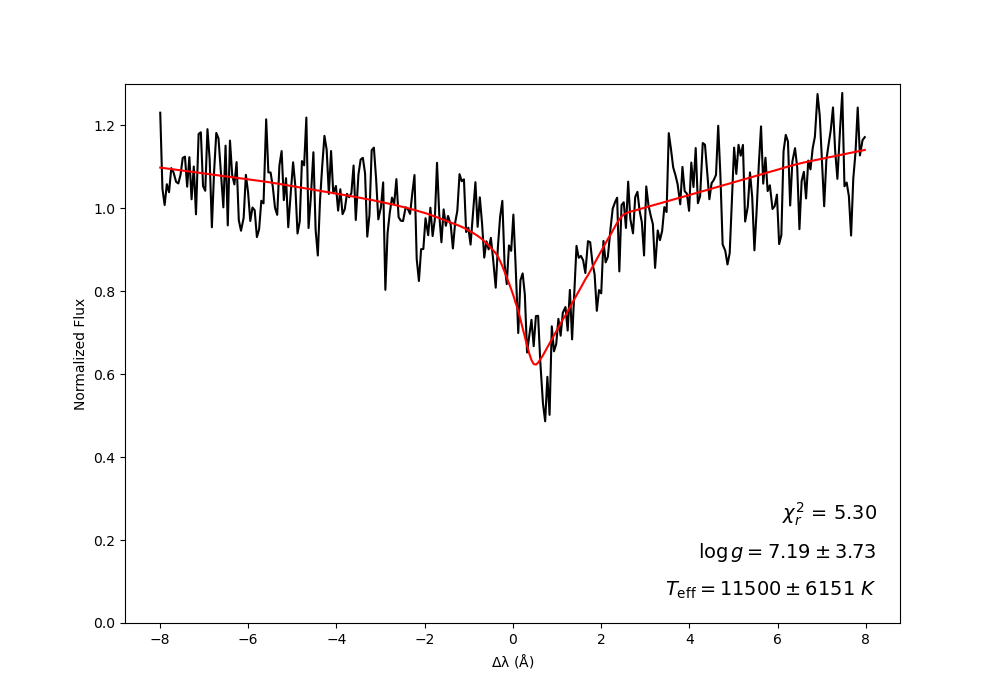 1.2
1.0
0.8
0.6
0.4
0.2
0.0
Normalized Flux
χ²ᵣ = 5.30
log g = 7.19 ± 3.73
T_eff = 11500 ± 6151 K
−8 −6 −4 −2 0 2 4 6 8
Δλ (Å)